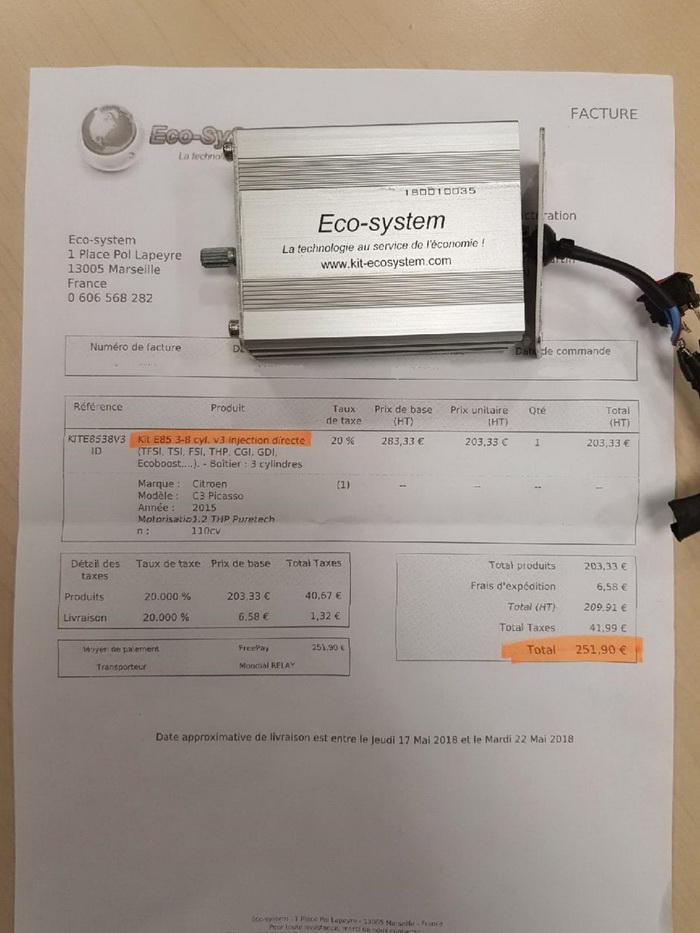 FACTURE
Eco-Sy
La techno
180010035
Eco-system
La technologie au service de l'économie !
www.kit-ecosystem.com
Eco-system
1 Place Pol Lapeyre
13005 Marseille
France
0 606 568 282
Numéro de facture
de commande
Référence Produit Taux de taxe Prix de base (HT) Prix unitaire (HT) Qté Total (HT)
KITE8538V3 ID Kit E85 3-8 cyl. v3 injection directe 20 % 283,33 € 203,33 € 1 203,33 €
(TFSI, TSI, FSI, THP, CGI, GDI,
Ecoboost....). - Boîtier : 3 cylindres
Marque : Citroen (1) -- -- -- --
Modèle : C3 Picasso
Année : 2015
Motorisatio 1.2 THP Puretech
n : 110cv
Détail des taxes Taux de taxe Prix de base Total Taxes
Produits 20.000 % 203,33 € 40,67 €
Livraison 20.000 % 6,58 € 1,32 €
Moyen de paiement FreePay 251,90 €
Transporteur Mondial RELAY
Total produits 203,33 €
Frais d'expédition 6,58 €
Total (HT) 209,91 €
Total Taxes 41,99 €
Total 251,90 €
Date approximative de livraison est entre le Jeudi 17 Mai 2018 et le Mardi 22 Mai 2018
Eco-system - 1 Place Pol Lapeyre - 13005 Marseille - France